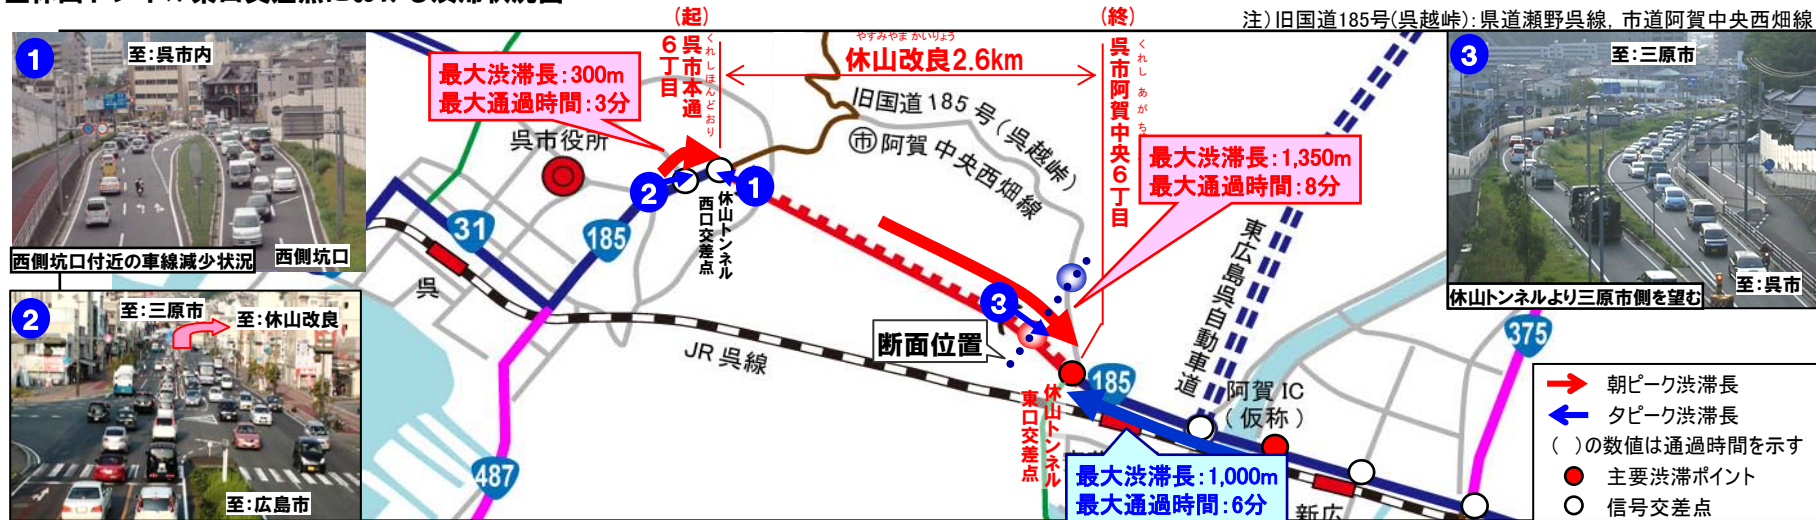 注)旧国道185号(呉越峠):県道瀬野呉線，市道阿賀中央西畑線
1
至:呉市内
西側坑口付近の車線減少状況
西側坑口
2
至:三原市
至:休山改良
至:広島市
最大渋滞長:300m
最大通過時間:3分
(起)
呉市本通
6丁目
くれしほんどおり
やすみやま かいりょう
休山改良2.6km
(終)
呉市阿賀中央6丁目
くれし あがち
旧国道185号(呉越峠)
市 阿賀中央西畑線
最大渋滞長:1,350m
最大通過時間:8分
呉市役所
2
1
休山トンネル
西口交差点
31
185
呉
487
JR呉線
3
断面位置
休山トンネル
東口交差点
185
東広島呉自動車道
阿賀IC
(仮称)
最大渋滞長:1,000m
最大通過時間:6分
新広
375
3
至:三原市
至:呉市
休山トンネルより三原市側を望む
朝ピーク渋滞長
夕ピーク渋滞長
( )の数値は通過時間を示す
主要渋滞ポイント
信号交差点